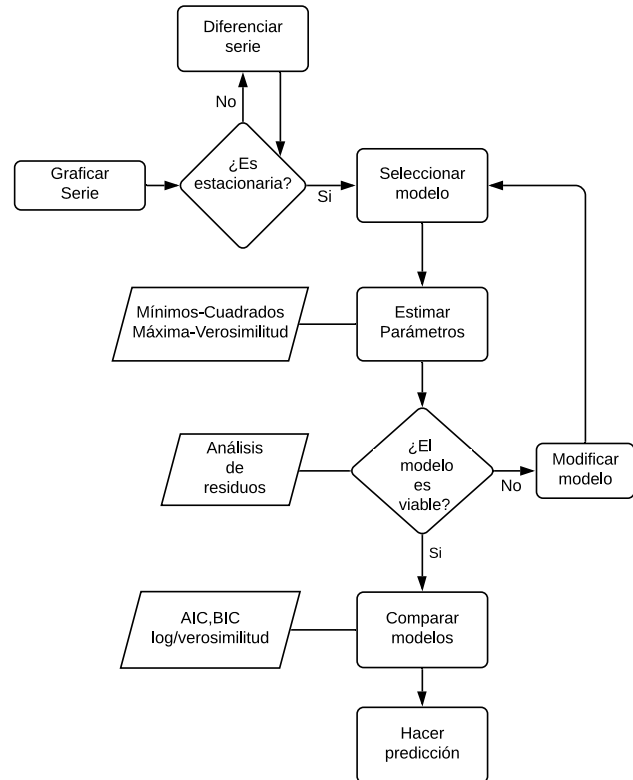 Diferenciar
serie
No
¿Es
estacionaria?
Graficar
Serie
Si
Seleccionar
modelo
Mínimos-Cuadrados
Máxima-Verosimilitud
Estimar
Parámetros
Análisis
de
residuos
¿El
modelo
es
viable?
No
Modificar
modelo
Si
AIC,BIC
log/verosimilitud
Comparar
modelos
Hacer
predicción